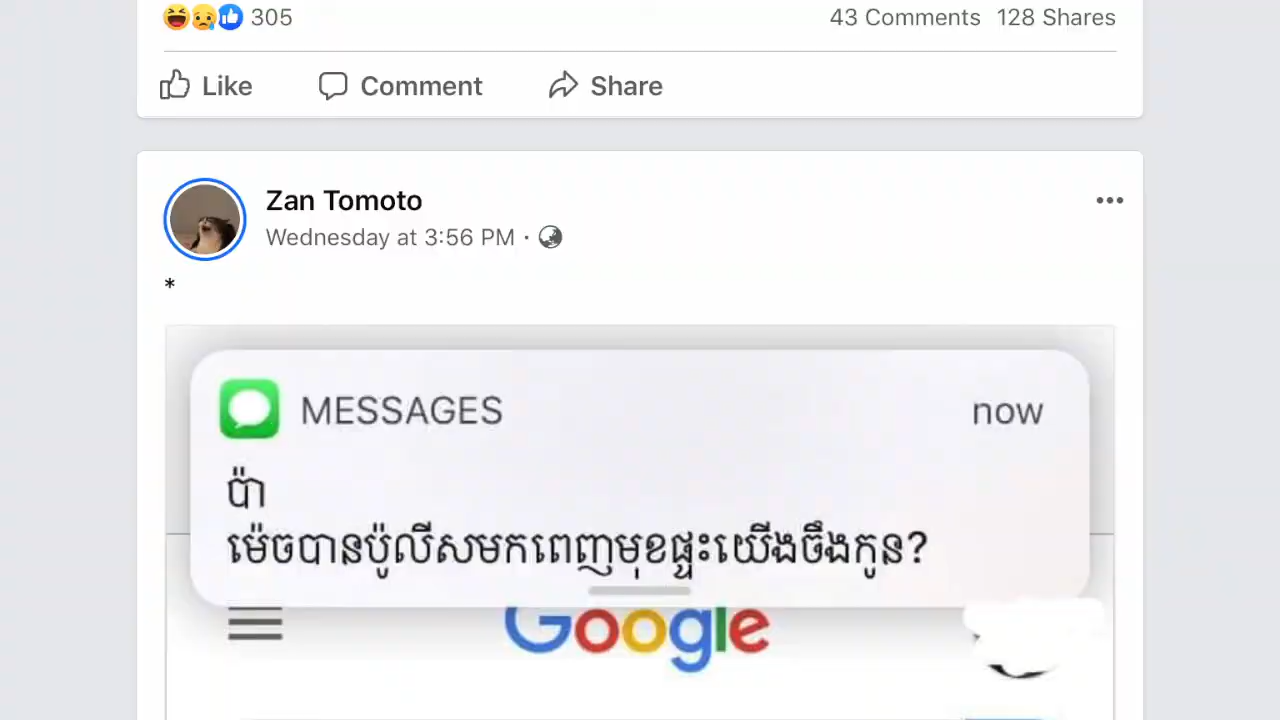 305
43 Comments 128 Shares
Like Comment Share
Zan Tomoto
Wednesday at 3:56 PM ·
*
MESSAGES now
ប៉ា
ម៉េចបានប៉ូលីសមកពេញមុខផ្ទះយើងចឹងកូន?
Google